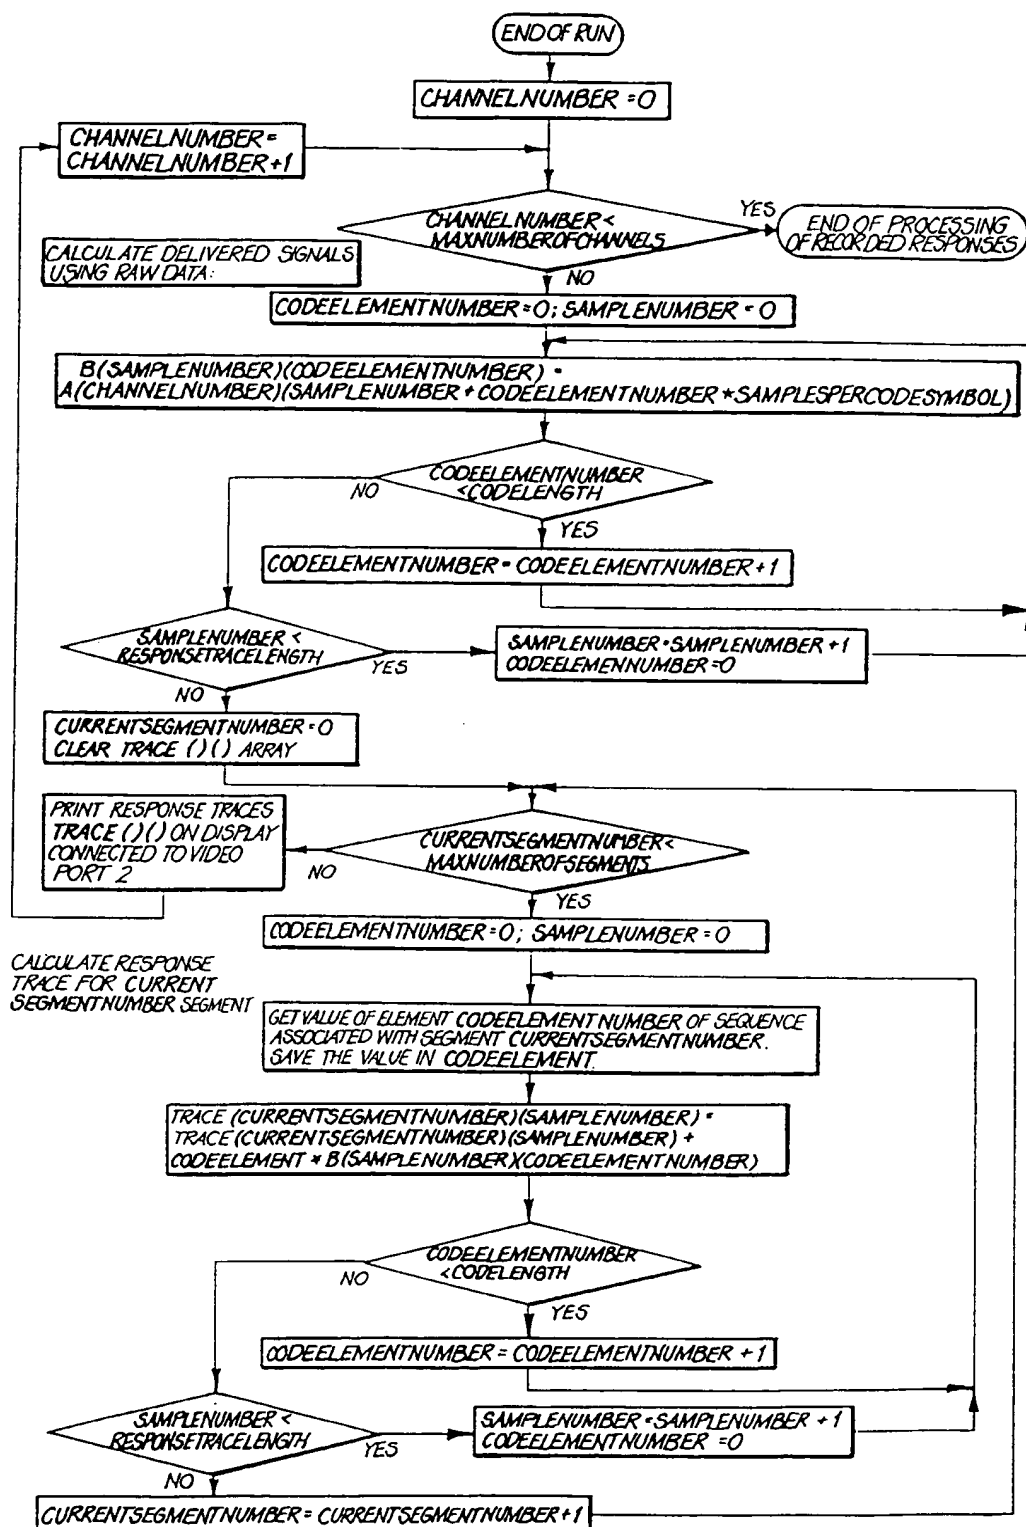 END OF RUN
CHANNELNUMBER = 0
CHANNELNUMBER =
CHANNELNUMBER + 1
CHANNELNUMBER <
MAXNUMBEROFCHANNELS
YES
END OF PROCESSING
OF RECORDED RESPONSES
CALCULATE DELIVERED SIGNALS
USING RAW DATA:
NO
CODEELEMENTNUMBER = 0; SAMPLENUMBER = 0
B(SAMPLENUMBER)(CODEELEMENTNUMBER) =
A(CHANNELNUMBER)(SAMPLENUMBER + CODEELEMENTNUMBER * SAMPLESPERCODESYMBOL)
CODEELEMENTNUMBER
< CODELENGTH
NO
YES
CODEELEMENTNUMBER = CODEELEMENTNUMBER + 1
SAMPLENUMBER <
RESPONSETRACELENGTH
YES
SAMPLENUMBER = SAMPLENUMBER + 1
CODEELEMENNUMBER = 0
NO
CURRENTSEGMENTNUMBER = 0
CLEAR TRACE ()() ARRAY
PRINT RESPONSE TRACES
TRACE ()() ON DISPLAY
CONNECTED TO VIDEO
PORT 2
CURRENTSEGMENTNUMBER <
MAXNUMBEROFSEGMENTS
NO
YES
CODEELEMENTNUMBER = 0; SAMPLENUMBER = 0
CALCULATE RESPONSE
TRACE FOR CURRENT
SEGMENTNUMBER SEGMENT
GET VALUE OF ELEMENT CODEELEMENTNUMBER OF SEQUENCE
ASSOCIATED WITH SEGMENT CURRENTSEGMENTNUMBER.
SAVE THE VALUE IN CODEELEMENT.
TRACE (CURRENTSEGMENTNUMBER)(SAMPLENUMBER) =
TRACE (CURRENTSEGMENTNUMBER)(SAMPLENUMBER) +
CODEELEMENT * B(SAMPLENUMBER)(CODEELEMENTNUMBER)
CODEELEMENTNUMBER
< CODELENGTH
NO
YES
CODEELEMENTNUMBER = CODEELEMENTNUMBER + 1
SAMPLENUMBER <
RESPONSETRACELENGTH
YES
SAMPLENUMBER = SAMPLENUMBER + 1
CODEELEMENTNUMBER = 0
NO
CURRENTSEGMENTNUMBER = CURRENTSEGMENTNUMBER + 1